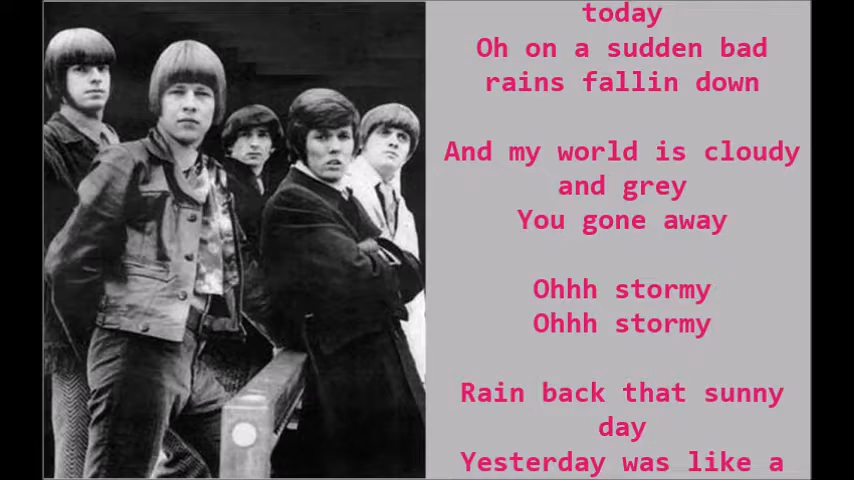 today
Oh on a sudden bad
rains fallin down
And my world is cloudy
and grey
You gone away
Ohhh stormy
Ohhh stormy
Rain back that sunny
day
Yesterday was like a